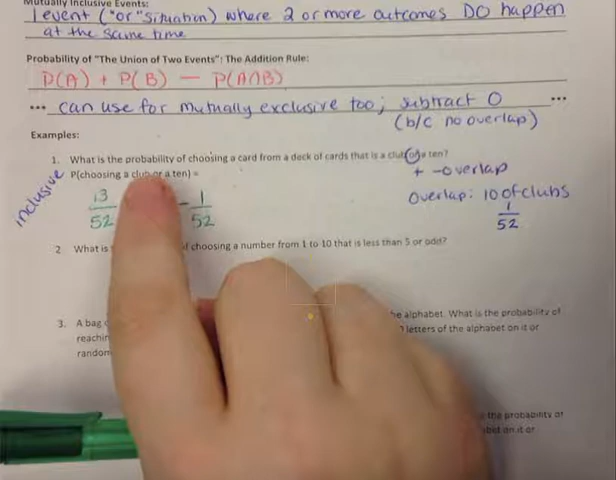 Mutually Inclusive Events:
1 event ("or" situation) where 2 or more outcomes DO happen
at the same time
Probability of "The Union of Two Events": The Addition Rule:
P(A) + P(B) - P(A∩B)
... can use for mutually exclusive too; subtract 0 ...
(b/c no overlap)
Examples:
1. What is the probability of choosing a card from a deck of cards that is a club or a ten?
P(choosing a club or a ten) =
+ -overlap
inclusive
13/52 - 1/52
overlap: 10 of clubs
1/52
2 What is choosing a number from 1 to 10 that is less than 5 or odd?
3. A bag he alphabet. What is the probability of
reachin letters of the alphabet on it or
random
the probability of
bet on it or